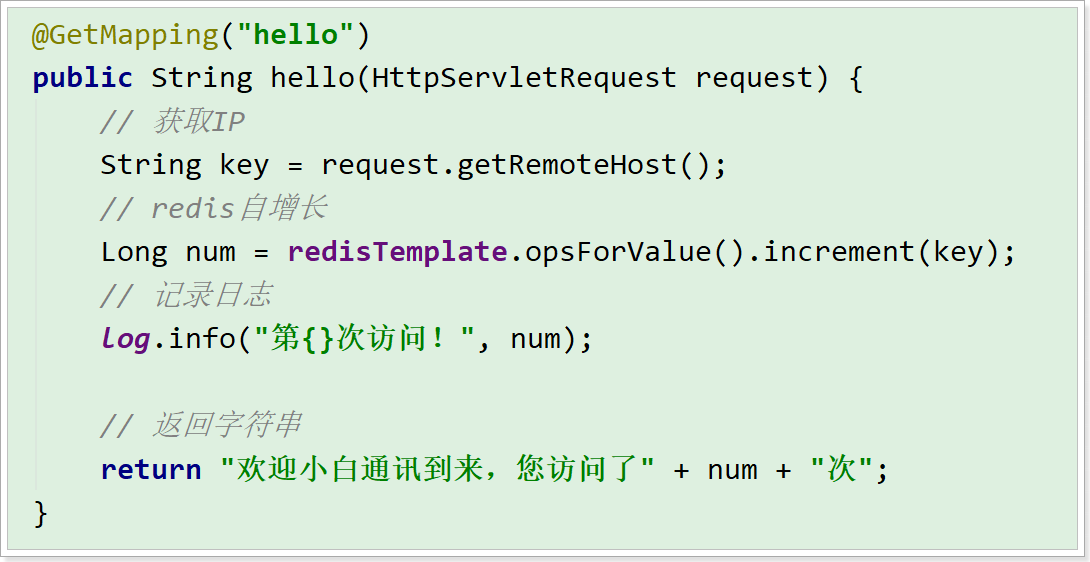 @GetMapping("hello")
public String hello(HttpServletRequest request) {
// 获取IP
String key = request.getRemoteHost();
// redis自增长
Long num = redisTemplate.opsForValue().increment(key);
// 记录日志
log.info("第{}次访问！", num);
// 返回字符串
return "欢迎小白通讯到来，您访问了" + num + "次";
}